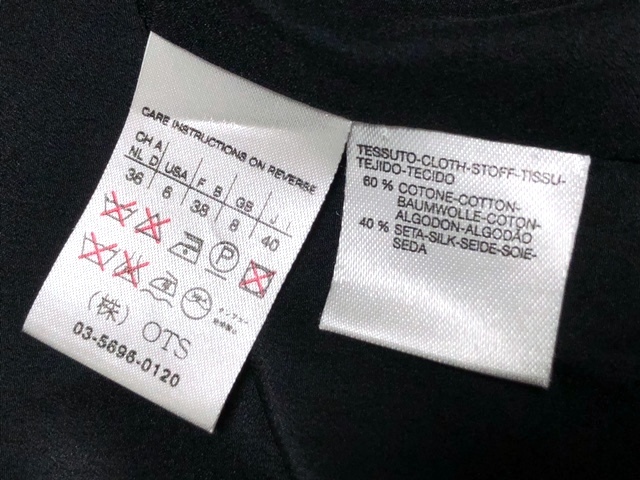 CARE INSTRUCTIONS ON REVERSE
CH A
NL D USA F B GB J I
36 6 38 8 40
P
(株) OTS
03-5696-0120
TESSUTO-CLOTH-STOFF-TISSU-
TEJIDO-TECIDO
60 % COTONE-COTTON-
BAUMWOLLE-COTON-
ALGODON-ALGODÃO
40 % SETA-SILK-SEIDE-SOIE-
SEDA